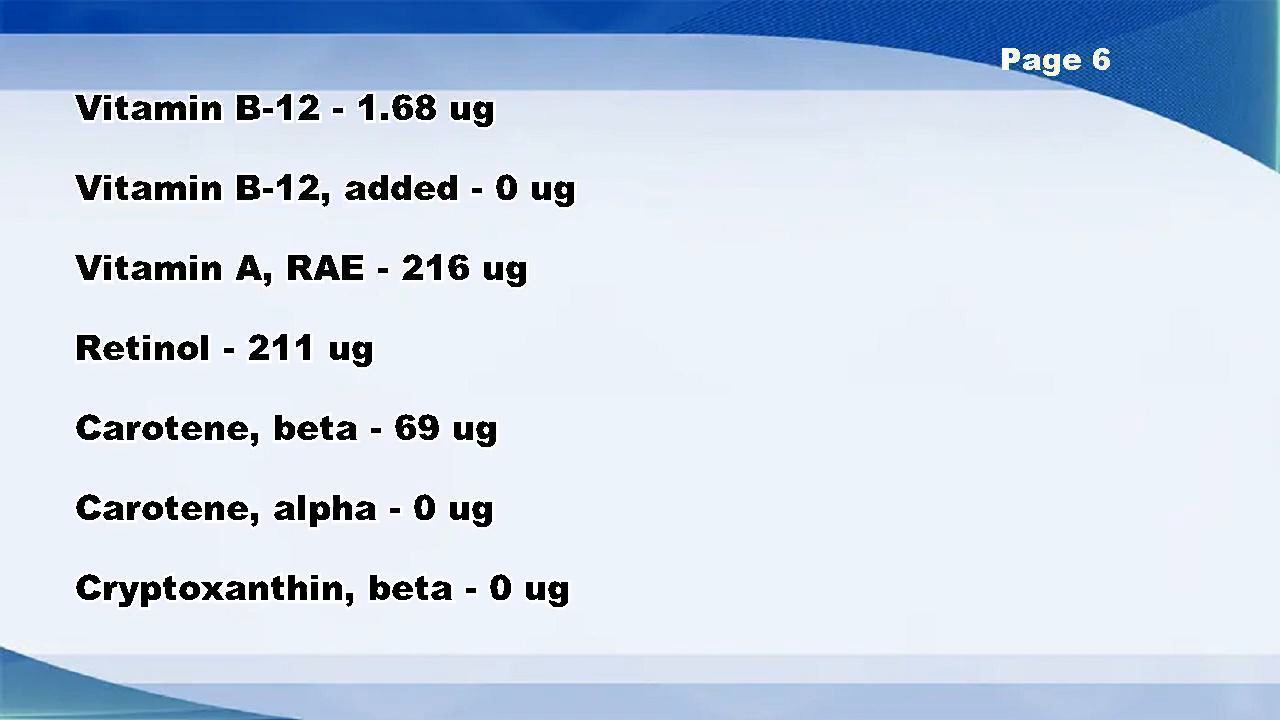 Page 6
Vitamin B-12 - 1.68 ug
Vitamin B-12, added - 0 ug
Vitamin A, RAE - 216 ug
Retinol - 211 ug
Carotene, beta - 69 ug
Carotene, alpha - 0 ug
Cryptoxanthin, beta - 0 ug